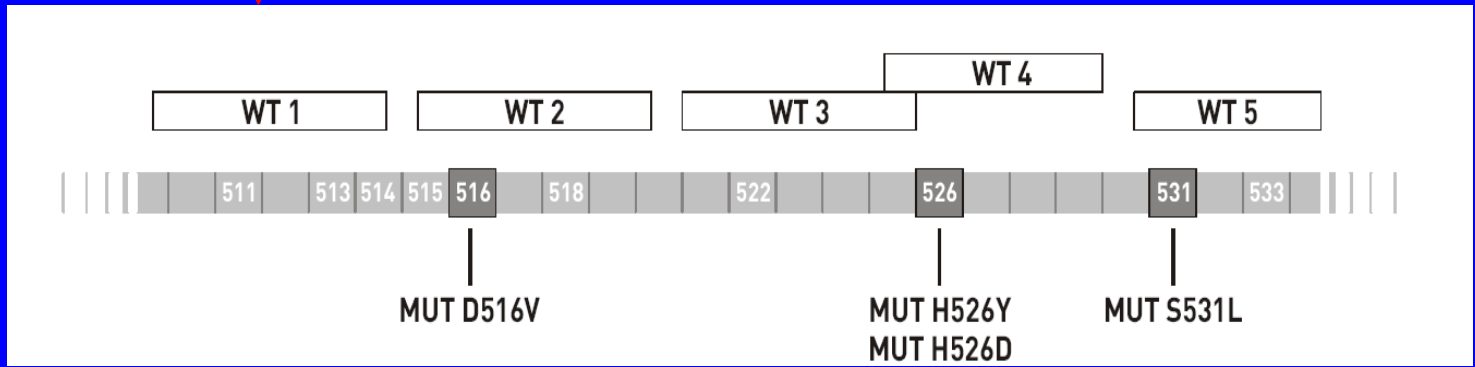 WT 4
WT 1 WT 2 WT 3 WT 5
511 513 514 515 516 518 522 526 531 533
MUT D516V MUT H526Y MUT S531L
MUT H526D